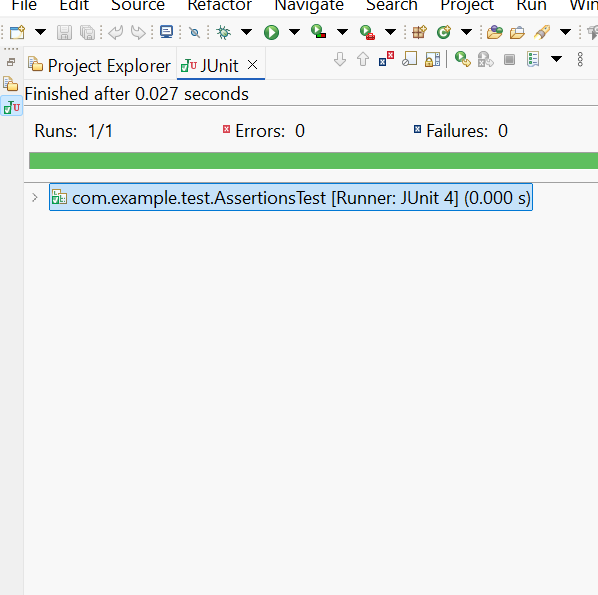 File Edit Source Refactor Navigate Search Project Run Win
Project Explorer JUnit
Finished after 0.027 seconds
Runs: 1/1 Errors: 0 Failures: 0
com.example.test.AssertionsTest [Runner: JUnit 4] (0.000 s)